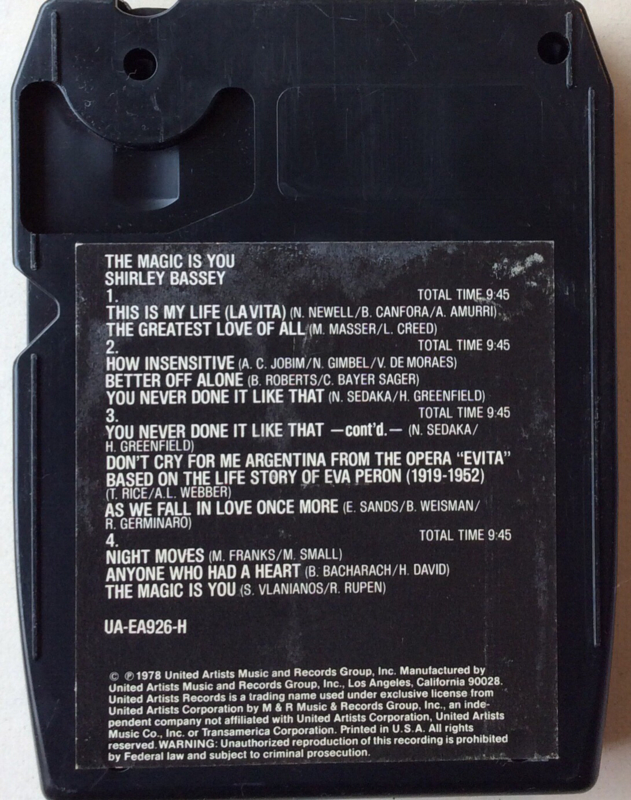 THE MAGIC IS YOU
SHIRLEY BASSEY
1. TOTAL TIME 9:45
THIS IS MY LIFE (LA VITA) (N. NEWELL/B. CANFORA/A. AMURRI)
THE GREATEST LOVE OF ALL (M. MASSER/L. CREED)
2. TOTAL TIME 9:45
HOW INSENSITIVE (A. C. JOBIM/N. GIMBEL/V. DE MORAES)
BETTER OFF ALONE (B. ROBERTS/C. BAYER SAGER)
YOU NEVER DONE IT LIKE THAT (N. SEDAKA/H. GREENFIELD)
3. TOTAL TIME 9:45
YOU NEVER DONE IT LIKE THAT —cont'd.— (N. SEDAKA/
H. GREENFIELD)
DON'T CRY FOR ME ARGENTINA FROM THE OPERA "EVITA"
BASED ON THE LIFE STORY OF EVA PERON (1919-1952)
(T. RICE/A.L. WEBBER)
AS WE FALL IN LOVE ONCE MORE (E. SANDS/B. WEISMAN/
R. GERMINARO)
4. TOTAL TIME 9:45
NIGHT MOVES (M. FRANKS/M. SMALL)
ANYONE WHO HAD A HEART (B. BACHARACH/H. DAVID)
THE MAGIC IS YOU (S. VLANIANOS/R. RUPEN)
UA-EA926-H
© ℗ 1978 United Artists Music and Records Group, Inc. Manufactured by
United Artists Music and Records Group, Inc., Los Angeles, California 90028.
United Artists Records is a trading name used under exclusive license from
United Artists Corporation by M & R Music & Records Group, Inc., an inde-
pendent company not affiliated with United Artists Corporation, United Artists
Music Co., Inc. or Transamerica Corporation. Printed in U.S.A. All rights
reserved. WARNING: Unauthorized reproduction of this recording is prohibited
by Federal law and subject to criminal prosecution.